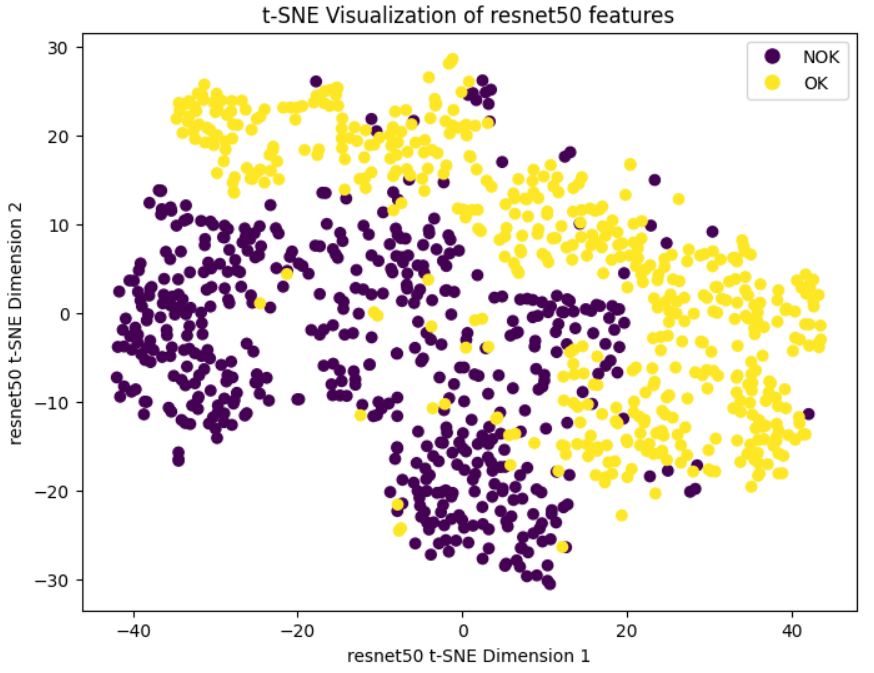 t-SNE Visualization of resnet50 features
NOK
OK
30
20
10
0
−10
−20
−30
resnet50 t-SNE Dimension 2
−40
−20
0
20
40
resnet50 t-SNE Dimension 1